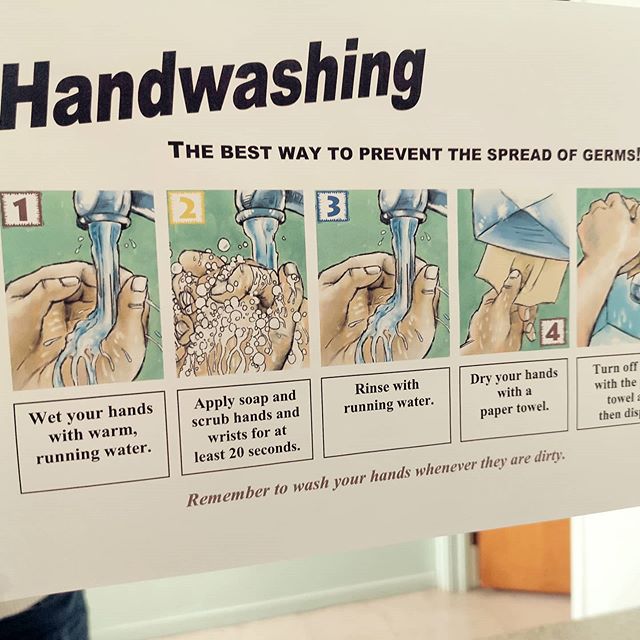 Handwashing
THE BEST WAY TO PREVENT THE SPREAD OF GERMS!
1
2
3
4
Wet your hands
with warm,
running water.
Apply soap and
scrub hands and
wrists for at
least 20 seconds.
Rinse with
running water.
Dry your hands
with a
paper towel.
Turn off
with the
towel
then
Remember to wash your hands whenever they are dirty.